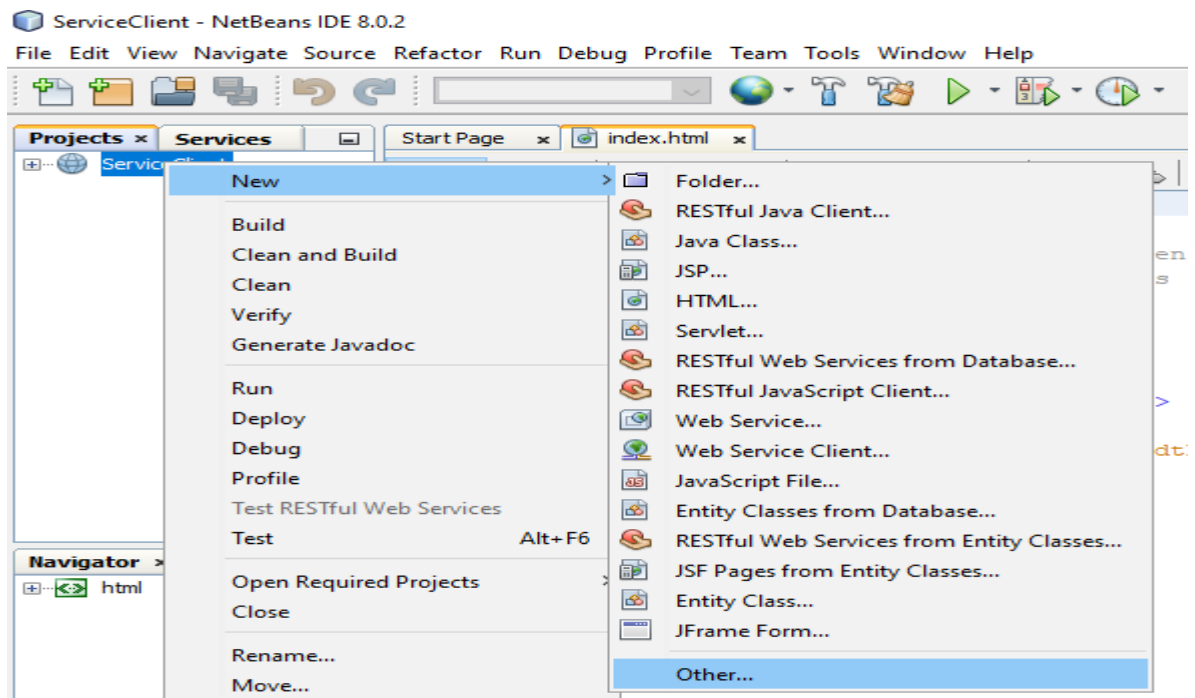 ServiceClient - NetBeans IDE 8.0.2
File Edit View Navigate Source Refactor Run Debug Profile Team Tools Window Help
Projects Services Start Page index.html
New
Build
Clean and Build
Clean
Verify
Generate Javadoc
Run
Deploy
Debug
Profile
Test RESTful Web Services
Test Alt+F6
Open Required Projects
Close
Rename...
Move...
Folder...
RESTful Java Client...
Java Class...
JSP...
HTML...
Servlet...
RESTful Web Services from Database...
RESTful JavaScript Client...
Web Service...
Web Service Client...
JavaScript File...
Entity Classes from Database...
RESTful Web Services from Entity Classes...
JSF Pages from Entity Classes...
Entity Class...
JFrame Form...
Other...
Navigator
html